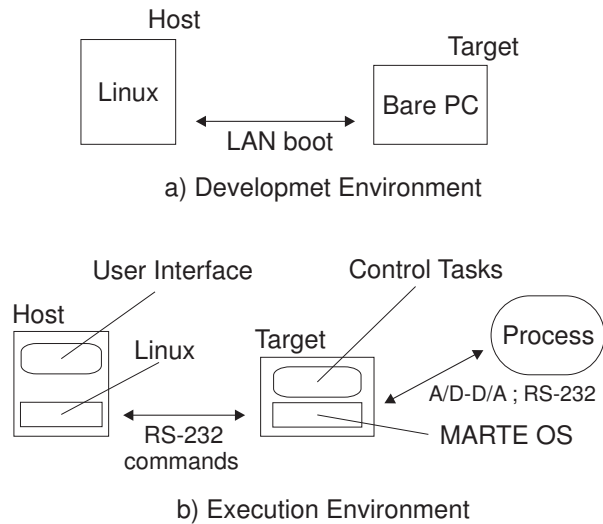 Host
Target
Linux
Bare PC
LAN boot
a) Developmet Environment
User Interface
Control Tasks
Host
Linux
Target
Process
A/D-D/A ; RS-232
RS-232
commands
MARTE OS
b) Execution Environment